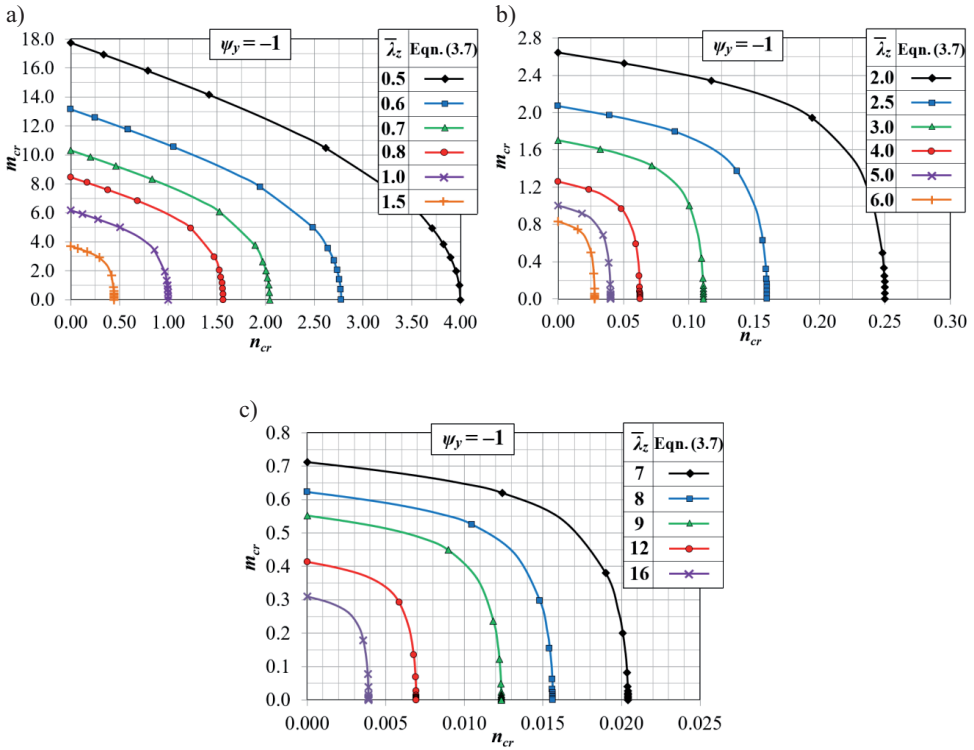 a)
ψy = –1
λ̄z Eqn. (3.7)
0.5
0.6
0.7
0.8
1.0
1.5
mcr
18.0
16.0
14.0
12.0
10.0
8.0
6.0
4.0
2.0
0.0
0.00 0.50 1.00 1.50 2.00 2.50 3.00 3.50 4.00
ncr
b)
ψy = –1
λ̄z Eqn. (3.7)
2.0
2.5
3.0
4.0
5.0
6.0
mcr
2.8
2.4
2.0
1.6
1.2
0.8
0.4
0.0
0.00 0.05 0.10 0.15 0.20 0.25 0.30
ncr
c)
ψy = –1
λ̄z Eqn. (3.7)
7
8
9
12
16
mcr
0.8
0.7
0.6
0.5
0.4
0.3
0.2
0.1
0.0
0.000 0.005 0.010 0.015 0.020 0.025
ncr